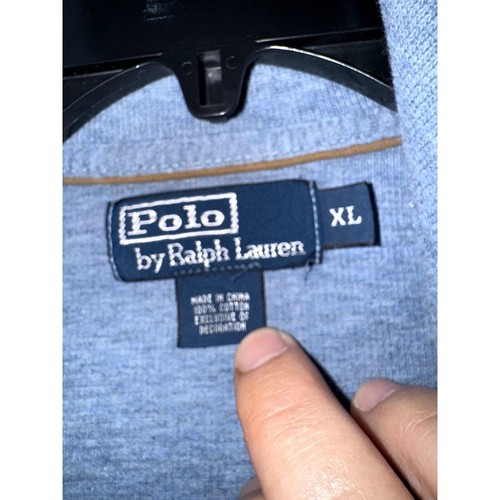 Polo
by Ralph Lauren
XL
MADE IN CHINA
100% COTTON
EXCLUSIVE OF
DECORATION